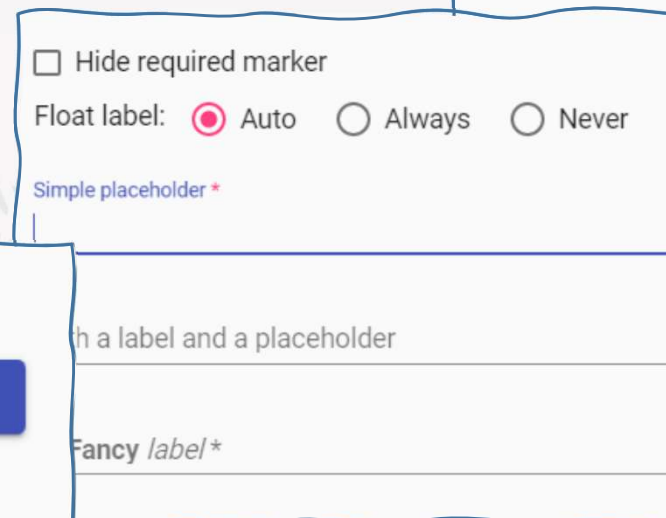 Hide required marker
Float label: Auto Always Never
Simple placeholder *
a label and a placeholder
Fancy label *